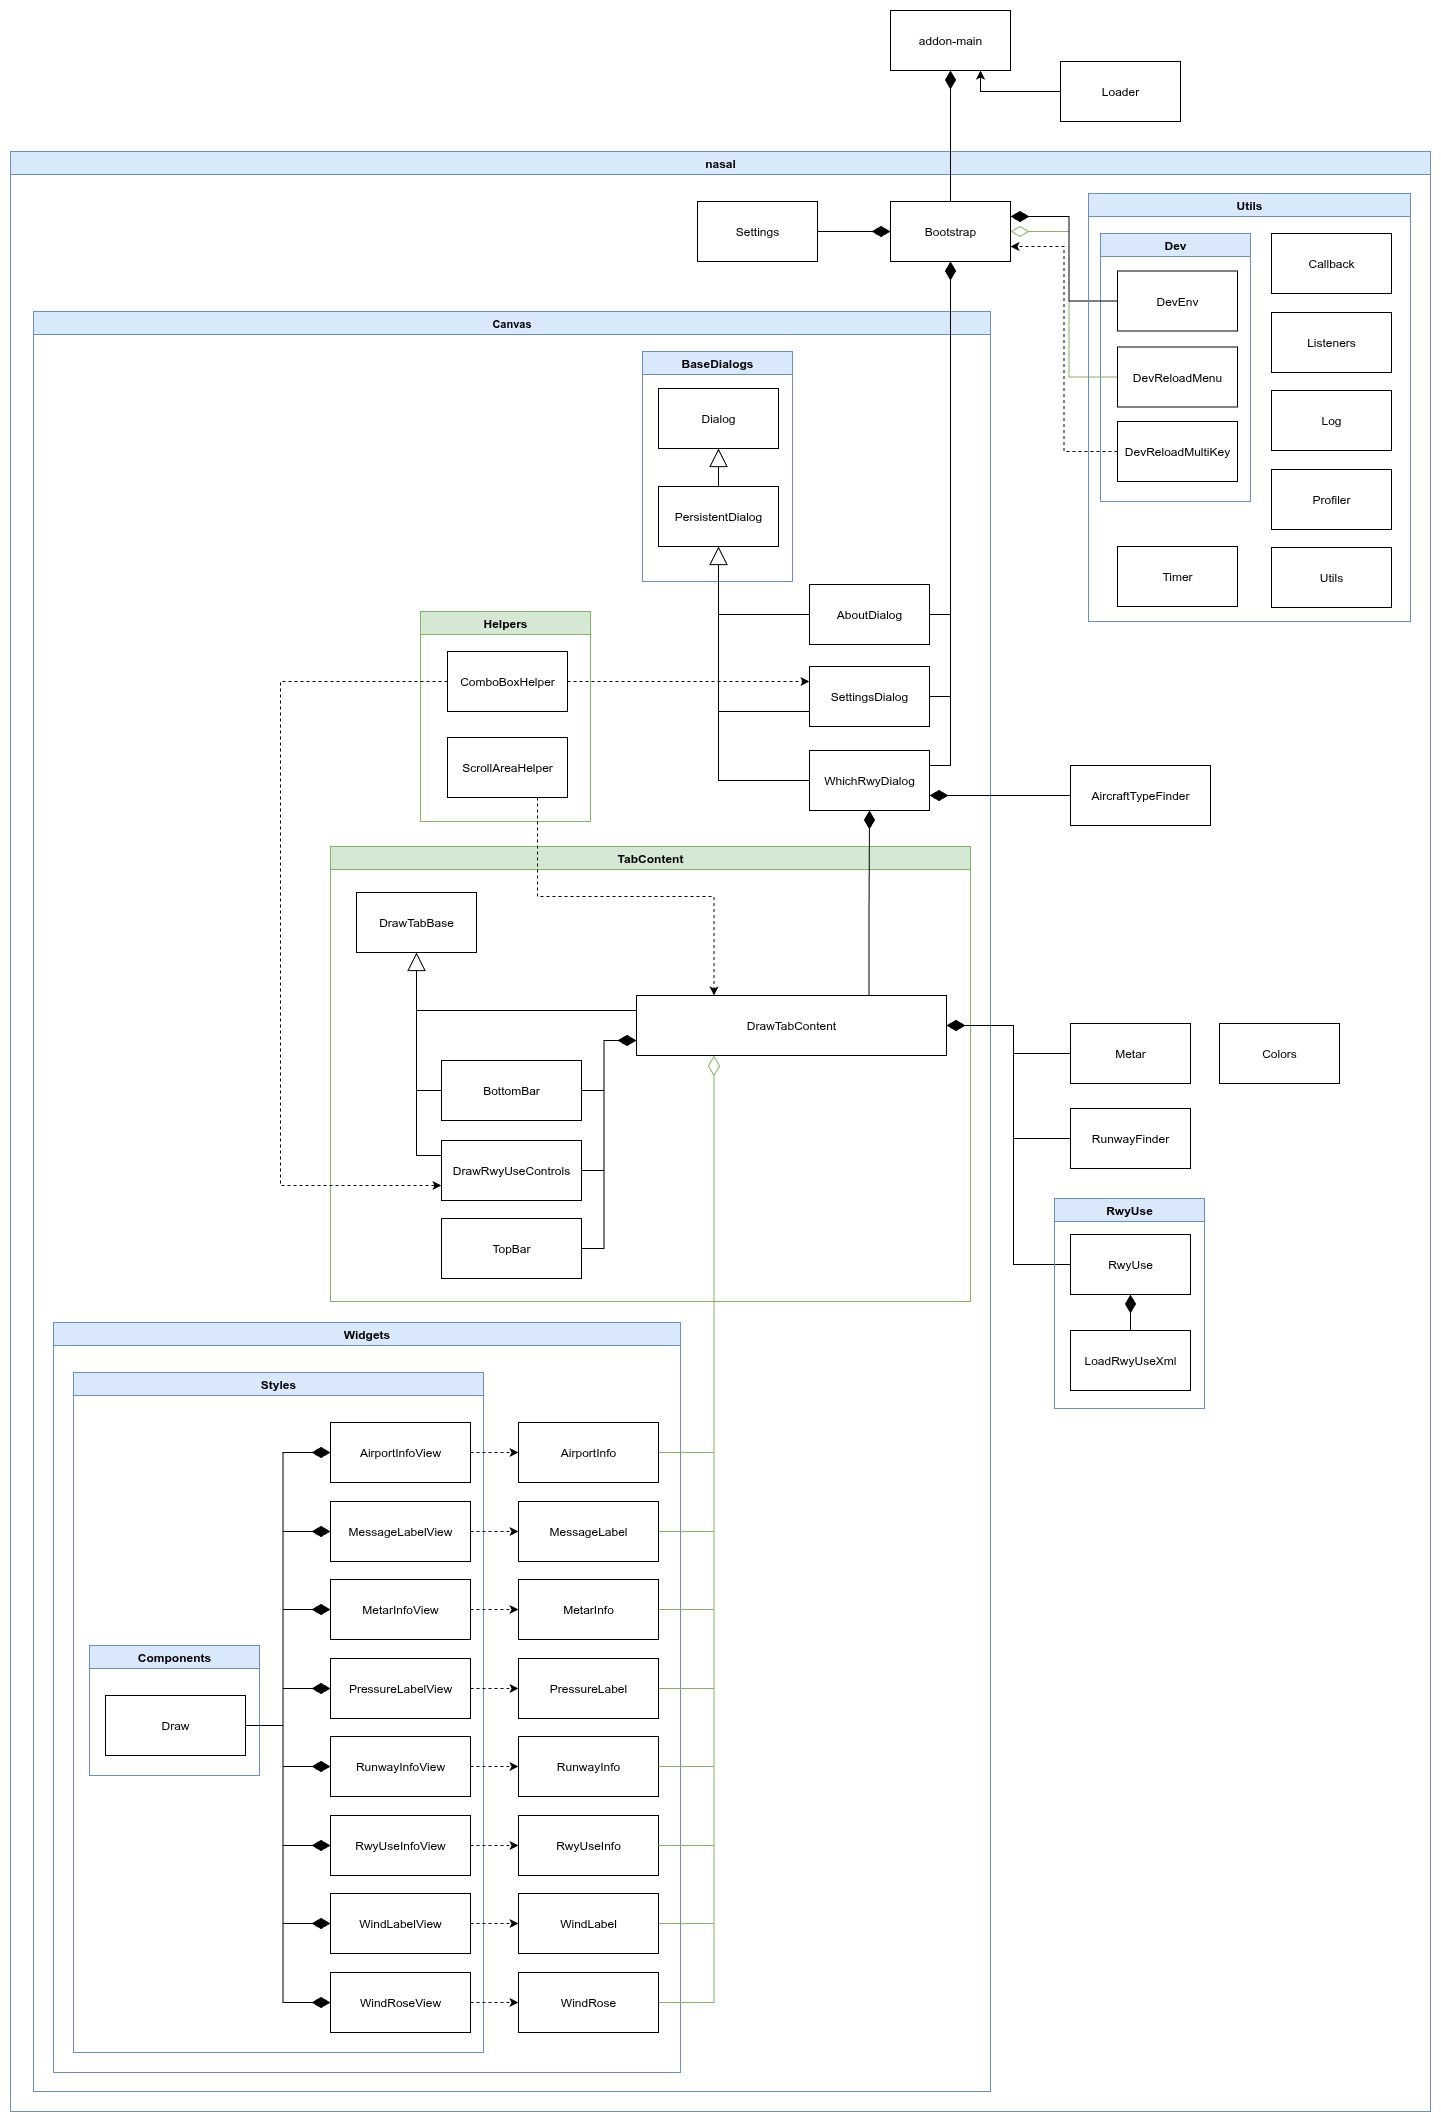 addon-main
Loader
nasal
Settings
Bootstrap
Utils
Dev
DevEnv
DevReloadMenu
DevReloadMultiKey
Callback
Listeners
Log
Profiler
Timer
Utils
Canvas
BaseDialogs
Dialog
PersistentDialog
AboutDialog
Helpers
ComboBoxHelper
SettingsDialog
ScrollAreaHelper
WhichRwyDialog
AircraftTypeFinder
TabContent
DrawTabBase
DrawTabContent
Metar
Colors
BottomBar
RunwayFinder
DrawRwyUseControls
TopBar
RwyUse
RwyUse
LoadRwyUseXml
Widgets
Styles
AirportInfoView
AirportInfo
MessageLabelView
MessageLabel
MetarInfoView
MetarInfo
Components
Draw
PressureLabelView
PressureLabel
RunwayInfoView
RunwayInfo
RwyUseInfoView
RwyUseInfo
WindLabelView
WindLabel
WindRoseView
WindRose